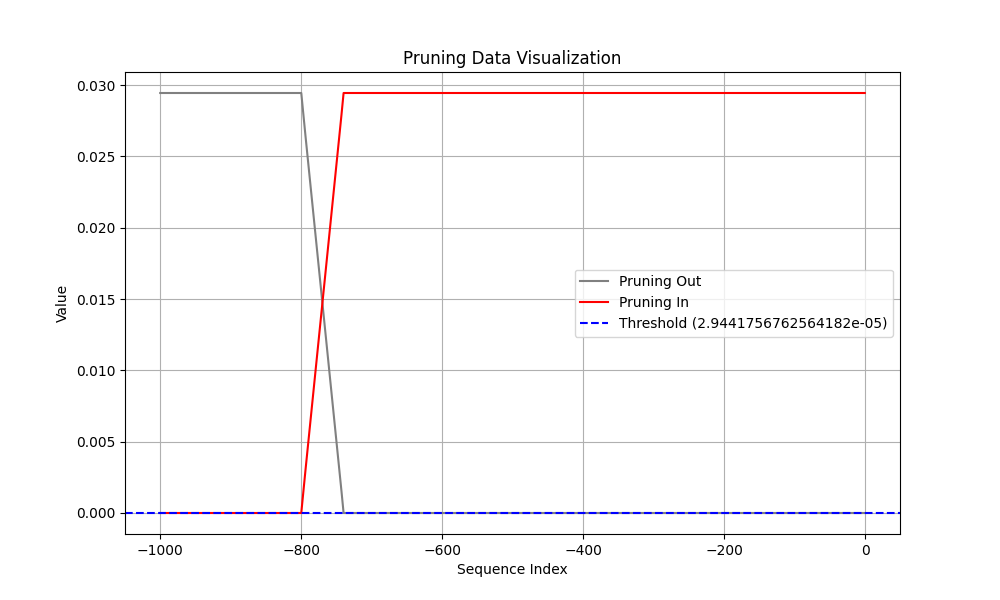 Pruning Data Visualization
0.030
0.025
0.020
0.015
0.010
0.005
0.000
Value
Pruning Out
Pruning In
Threshold (2.9441756762564182e-05)
−1000 −800 −600 −400 −200 0
Sequence Index